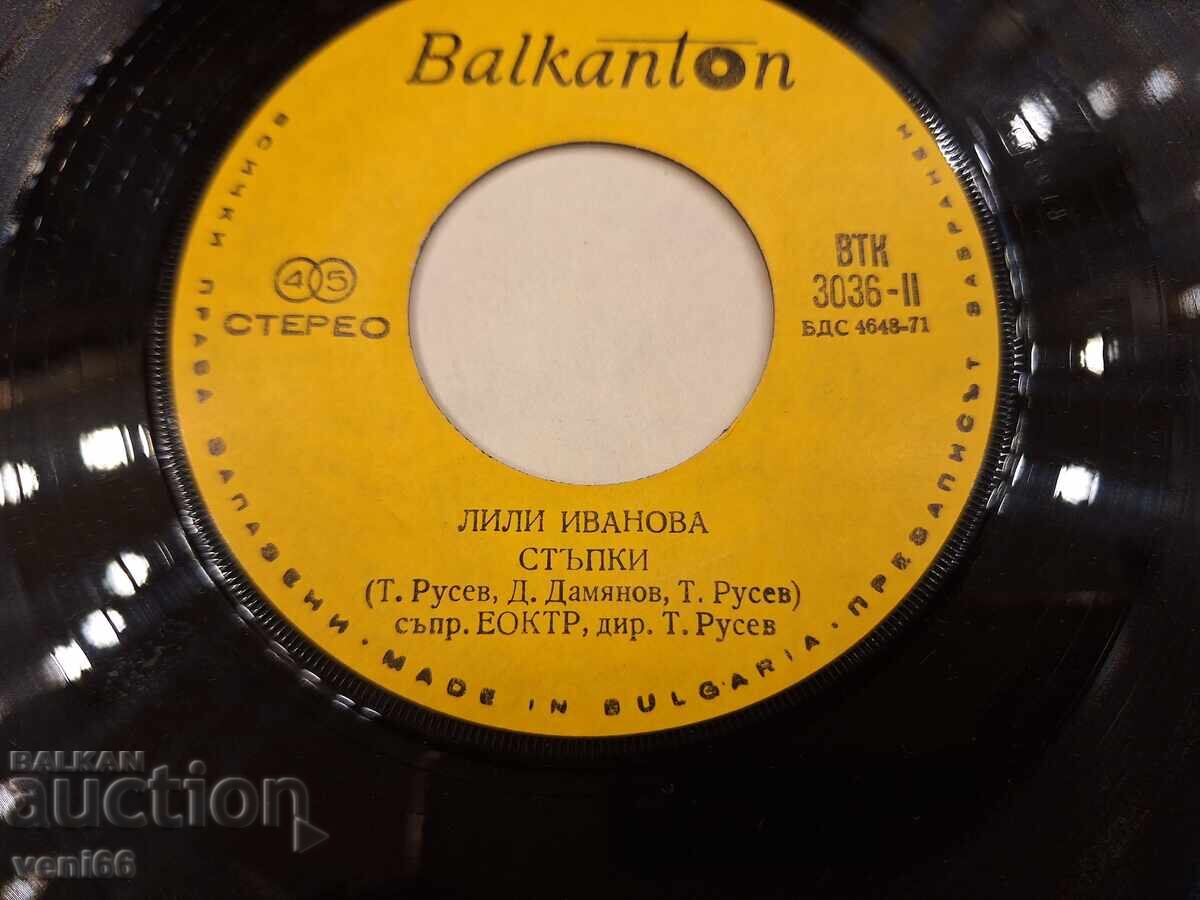 Balkanton
45
СТЕРЕО
ВТК
3036-II
БДС 4648-71
ЛИЛИ ИВАНОВА
СТЪПКИ
(Т. Русев, Д. Дамянов, Т. Русев)
съпр. ЕОКТР, дир. Т. Русев
ВСИЧКИ ПРАВА ЗАПАЗЕНИ · MADE IN BULGARIA · ПРЕЗАПИСЪТ ЗАБРАНЕН
BALKAN
auction
veni66